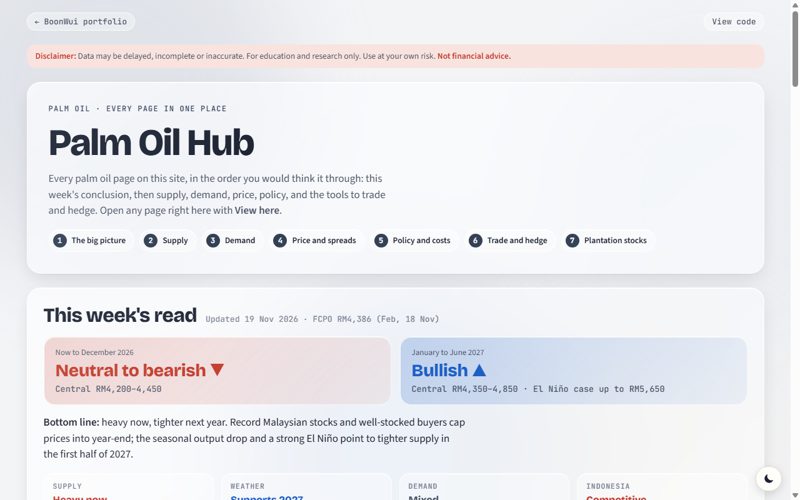 ← BoonWui portfolio
View code
Disclaimer: Data may be delayed, incomplete or inaccurate. For education and research only. Use at your own risk. Not financial advice.
PALM OIL · EVERY PAGE IN ONE PLACE
Palm Oil Hub
Every palm oil page on this site, in the order you would think it through: this
week's conclusion, then supply, demand, price, policy, and the tools to trade
and hedge. Open any page right here with View here.
1 The big picture
2 Supply
3 Demand
4 Price and spreads
5 Policy and costs
6 Trade and hedge
7 Plantation stocks
This week's read
Updated 19 Nov 2026 · FCPO RM4,386 (Feb, 18 Nov)
Now to December 2026
Neutral to bearish ▼
Central RM4,200–4,450
January to June 2027
Bullish ▲
Central RM4,350–4,850 · El Niño case up to RM5,650
Bottom line: heavy now, tighter next year. Record Malaysian stocks and well-stocked buyers cap
prices into year-end; the seasonal output drop and a strong El Niño point to tighter supply in
the first half of 2027.
SUPPLY
Heavy now
WEATHER
Supports 2027
DEMAND
Mixed
INDONESIA
Competitive